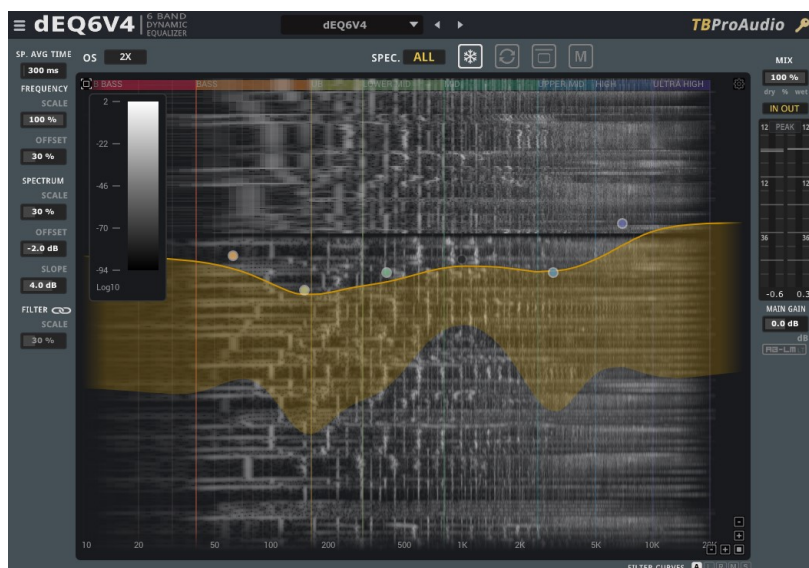 dEQ6V4
6 BAND
DYNAMIC
EQUALIZER
dEQ6V4
TBProAudio
SP. AVG TIME
300 ms
FREQUENCY
SCALE
100 %
OFFSET
30 %
SPECTRUM
SCALE
30 %
OFFSET
-2.0 dB
SLOPE
4.0 dB
FILTER
SCALE
30 %
OS 2X
SPEC. ALL
M
BASS BASS LOWER MID MID UPPER MID HIGH ULTRA HIGH
2
-22
-46
-70
-94
Log10
10 20 50 100 200 500 1K 2K 5K 10K 20K
MIX
100 %
dry % wet
IN OUT
12 PEAK 12
12 12
36 36
-0.6 0.3
MAIN GAIN
0.0 dB
dB
FILTER CURVES A